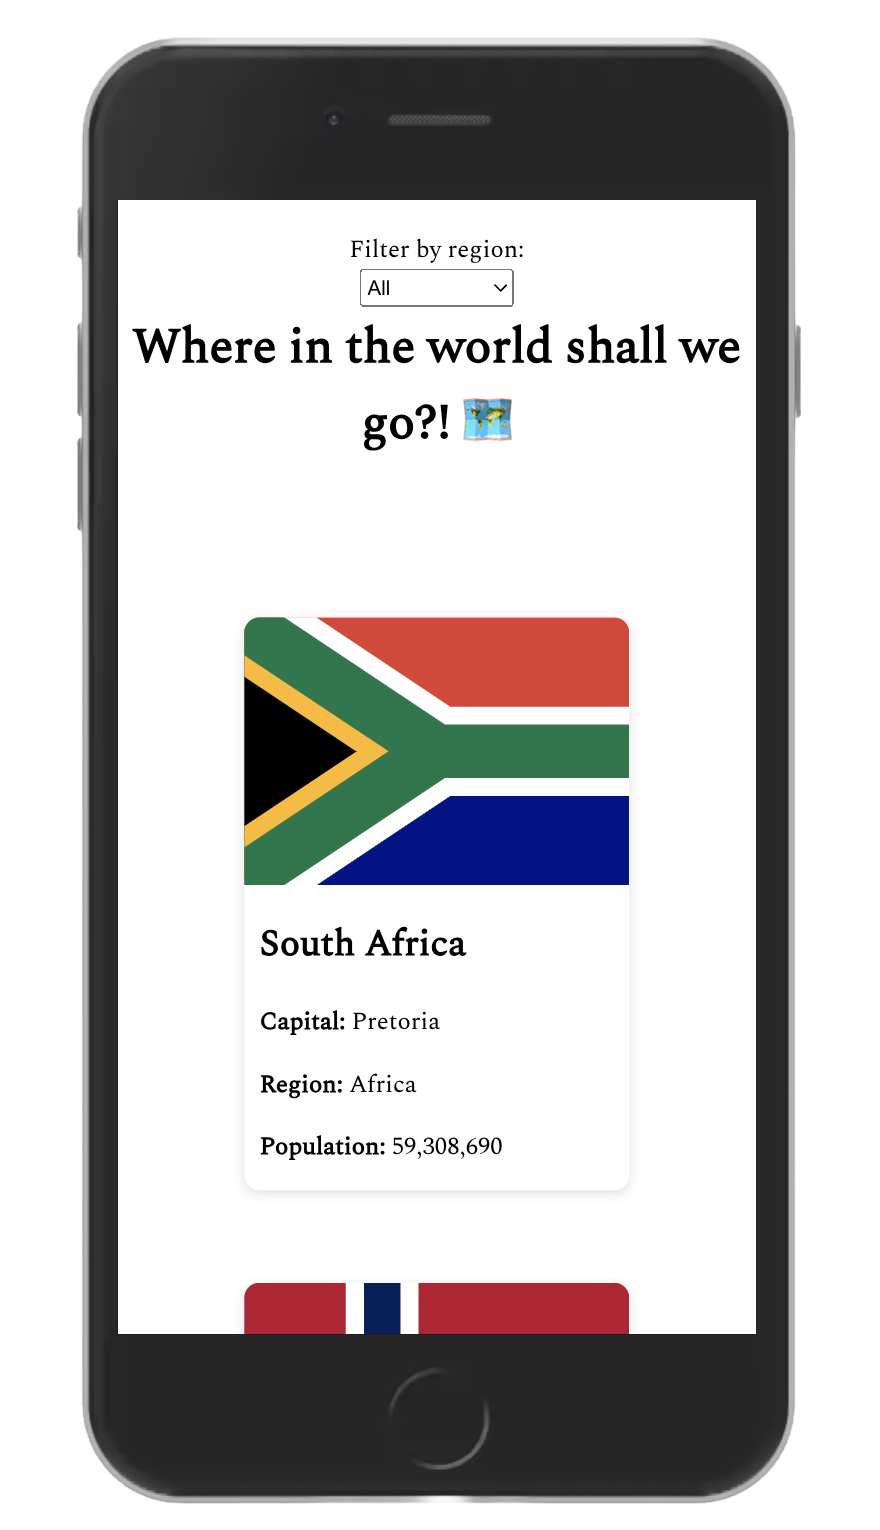 Filter by region:
All
Where in the world shall we
go?!
South Africa
Capital: Pretoria
Region: Africa
Population: 59,308,690